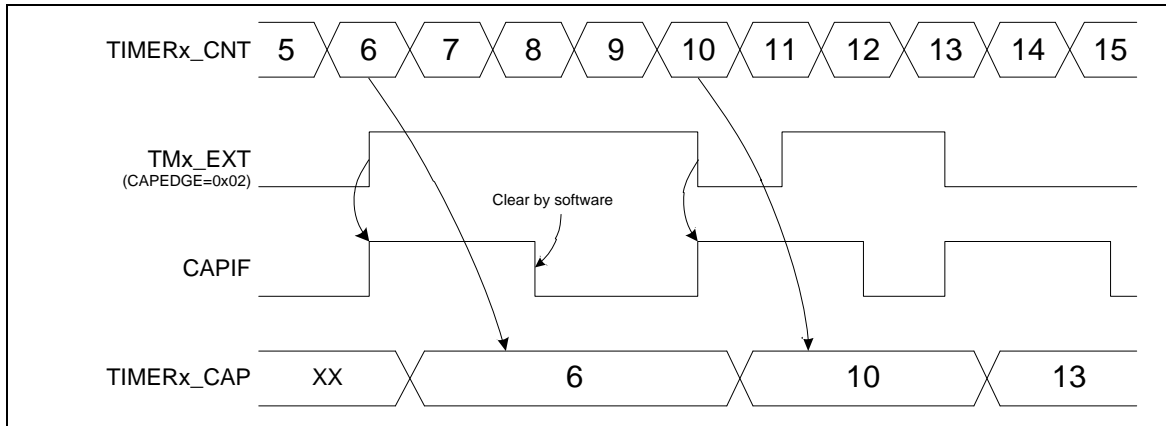 TIMERx_CNT 5 6 7 8 9 10 11 12 13 14 15
TMx_EXT
(CAPEDGE=0x02)
Clear by software
CAPIF
TIMERx_CAP XX 6 10 13